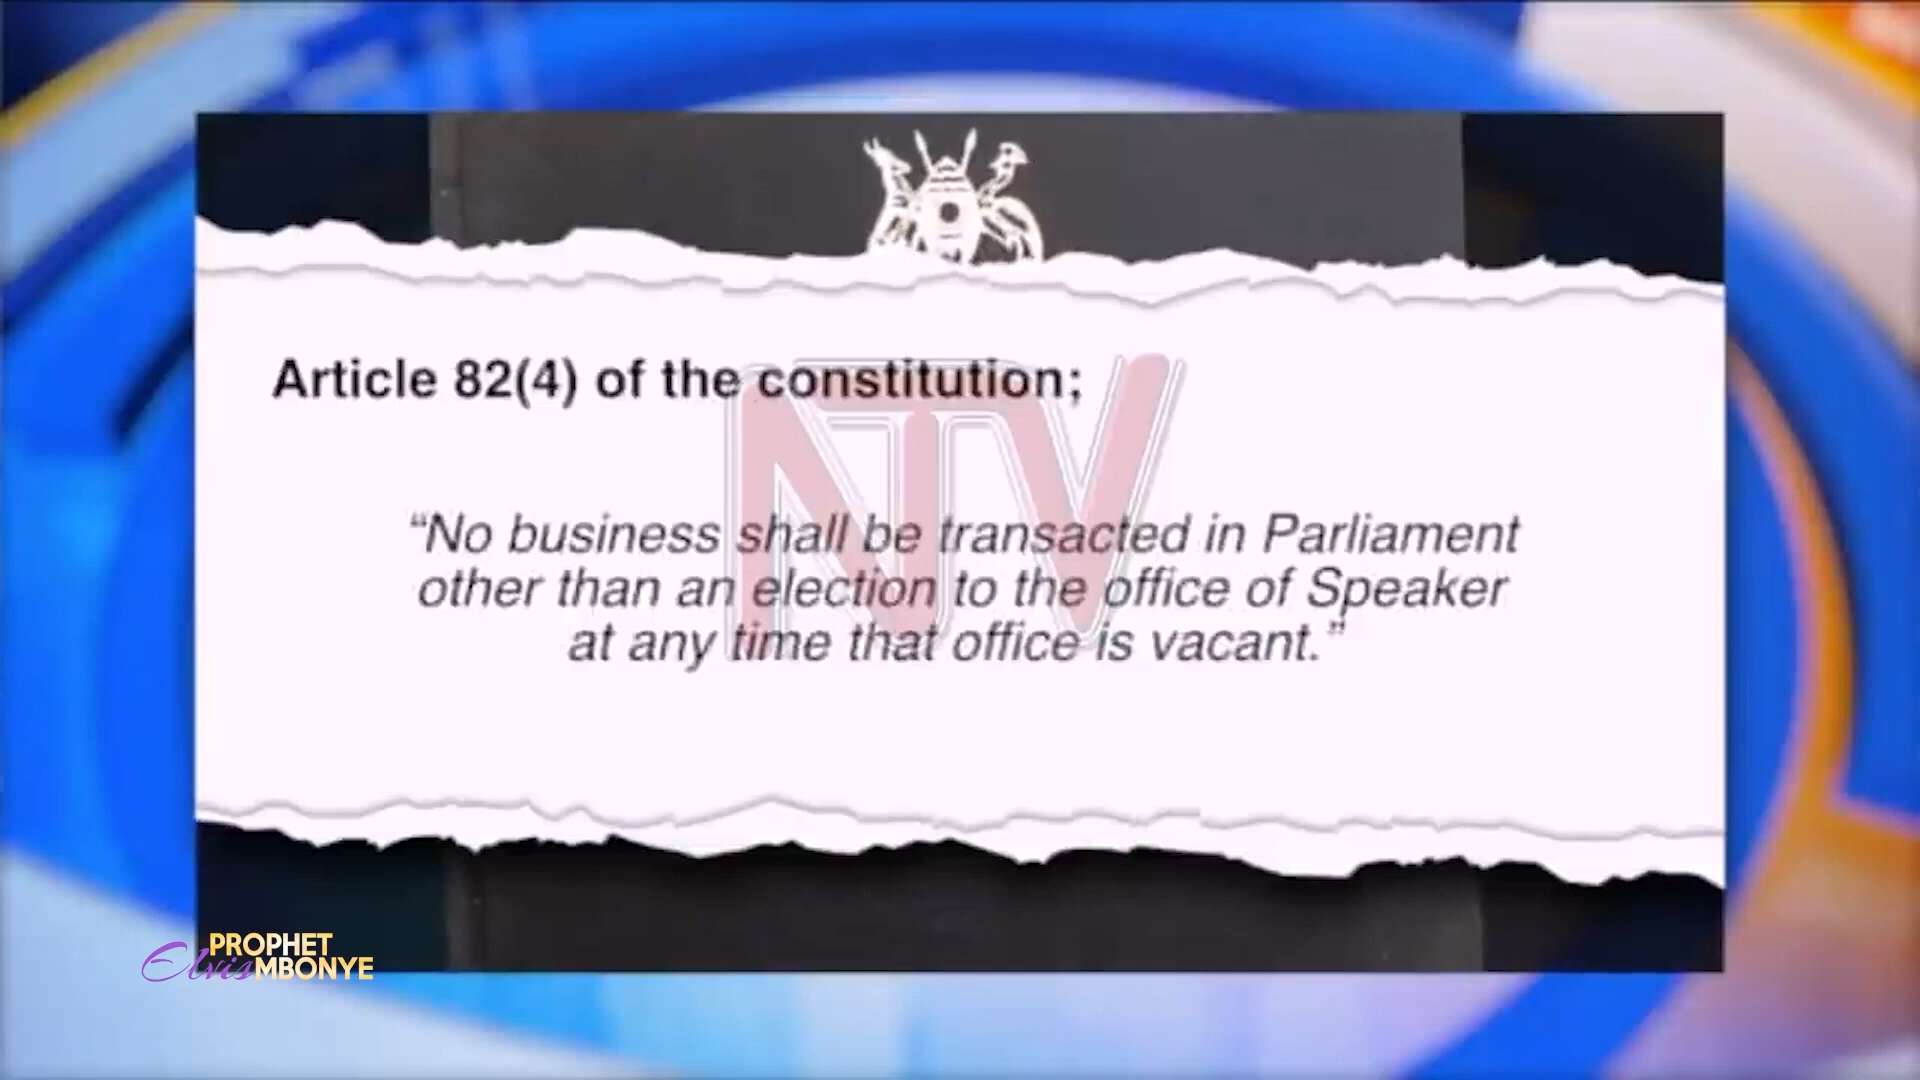 Article 82(4) of the constitution;
NTV
“No business shall be transacted in Parliament
other than an election to the office of Speaker
at any time that office is vacant.”
PROPHET
Elvis MBONYE